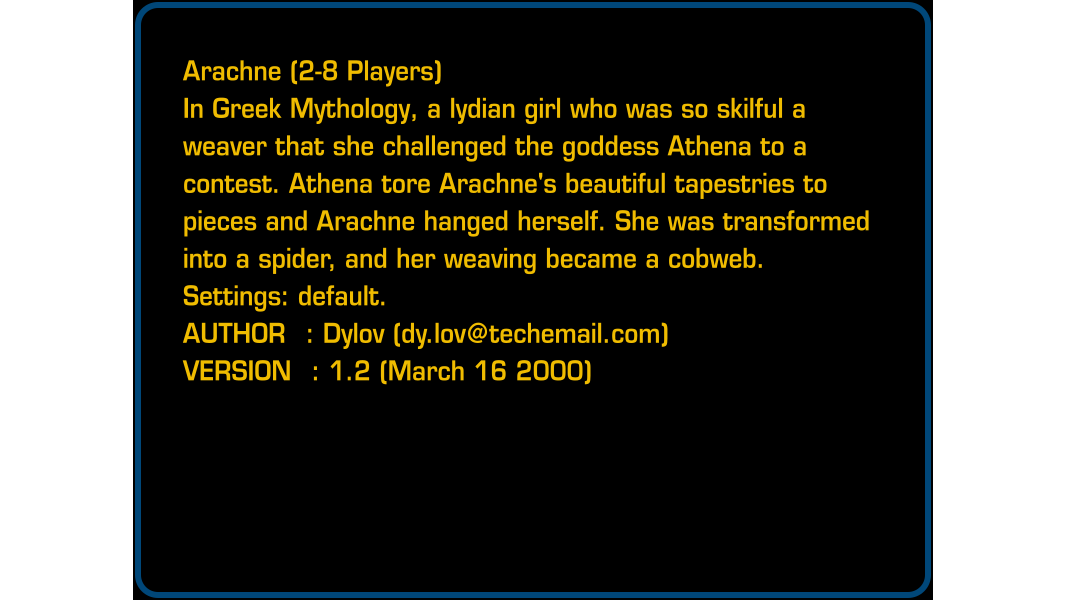 Arachne (2-8 Players)
In Greek Mythology, a lydian girl who was so skilful a
weaver that she challenged the goddess Athena to a
contest. Athena tore Arachne's beautiful tapestries to
pieces and Arachne hanged herself. She was transformed
into a spider, and her weaving became a cobweb.
Settings: default.
AUTHOR : Dylov (dy.lov@techemail.com)
VERSION : 1.2 (March 16 2000)